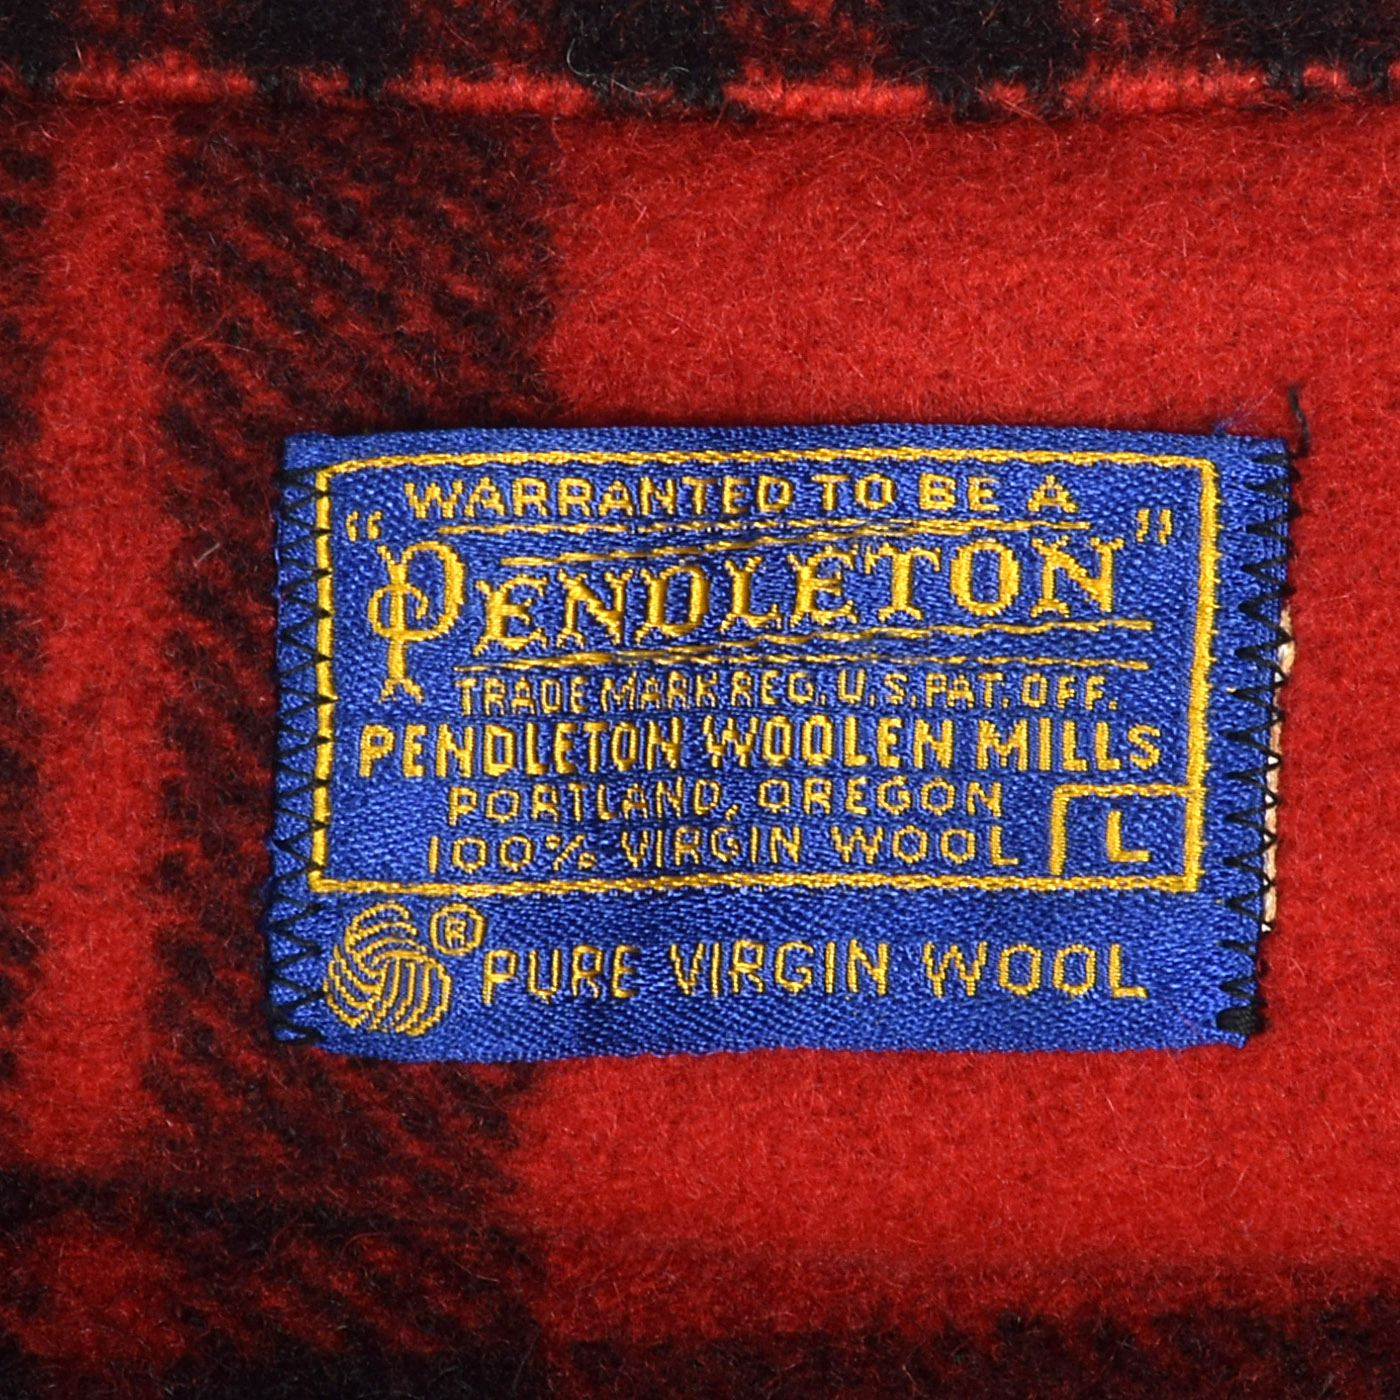 WARRANTED TO BE A
"PENDLETON"
TRADE MARK REG. U.S. PAT. OFF.
PENDLETON WOOLEN MILLS
PORTLAND, OREGON
100% VIRGIN WOOL L
® PURE VIRGIN WOOL